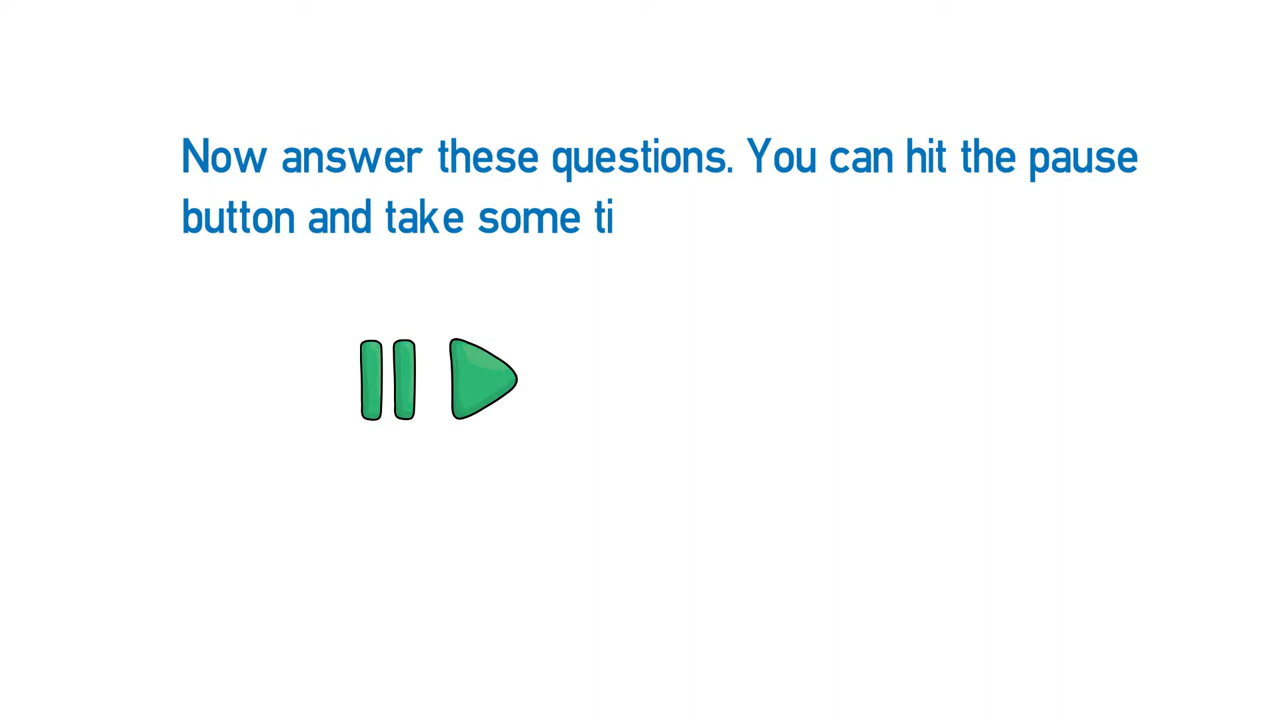 Now answer these questions. You can hit the pause
button and take some ti